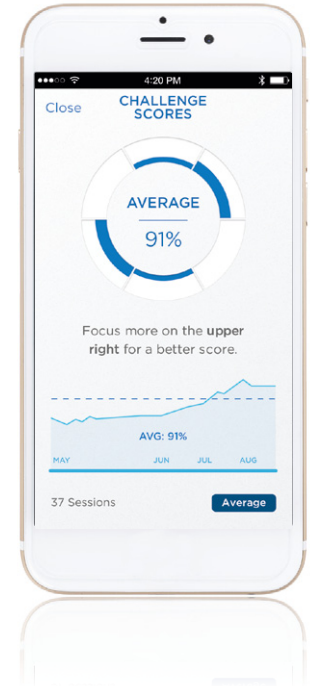 4:20 PM
Close
CHALLENGE
SCORES
AVERAGE
91%
Focus more on the upper
right for a better score.
AVG: 91%
MAY JUN JUL AUG
37 Sessions Average